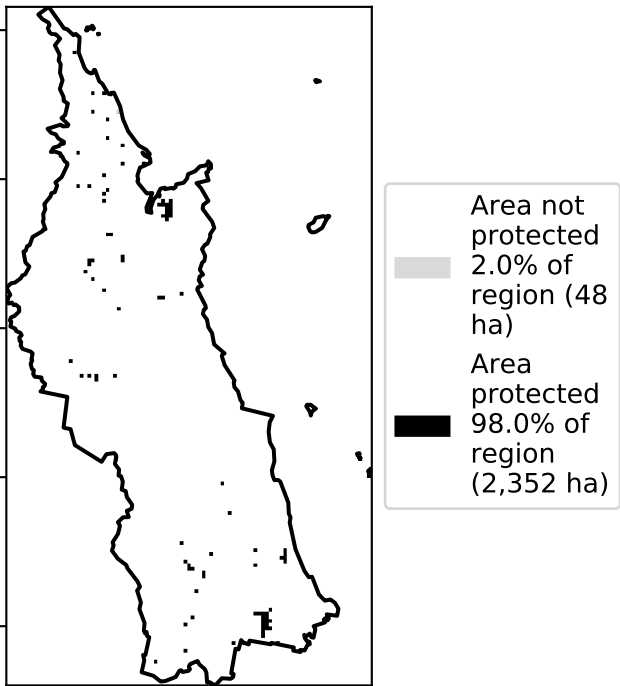 Area not
protected
2.0% of
region (48
ha)
Area
protected
98.0% of
region
(2,352 ha)